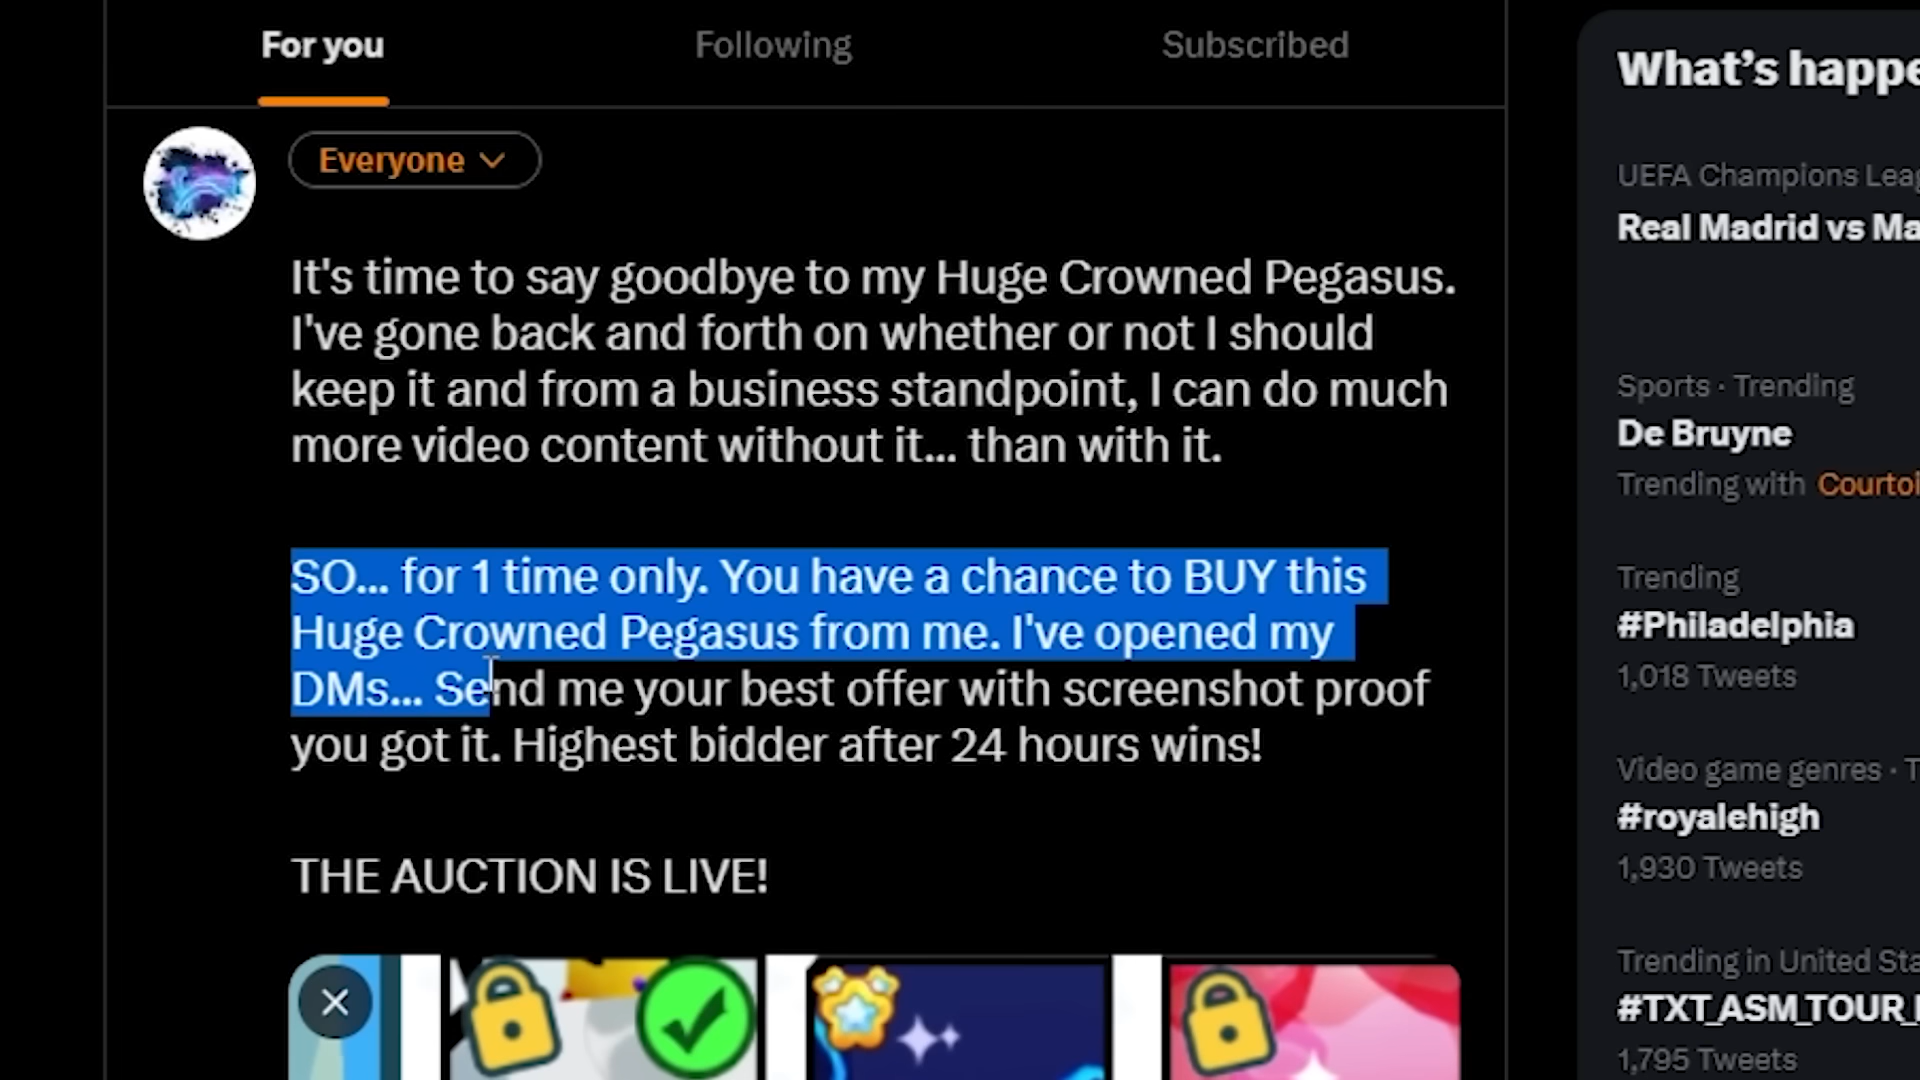 For you
Following
Subscribed
Everyone
It's time to say goodbye to my Huge Crowned Pegasus.
I've gone back and forth on whether or not I should
keep it and from a business standpoint, I can do much
more video content without it... than with it.
SO... for 1 time only. You have a chance to BUY this
Huge Crowned Pegasus from me. I've opened my
DMs... Send me your best offer with screenshot proof
you got it. Highest bidder after 24 hours wins!
THE AUCTION IS LIVE!
What's happe
UEFA Champions Leag
Real Madrid vs Ma
Sports · Trending
De Bruyne
Trending with Courtoi
Trending
#Philadelphia
1,018 Tweets
Video game genres · T
#royalehigh
1,930 Tweets
Trending in United Sta
#TXT_ASM_TOUR_
1,795 Tweets